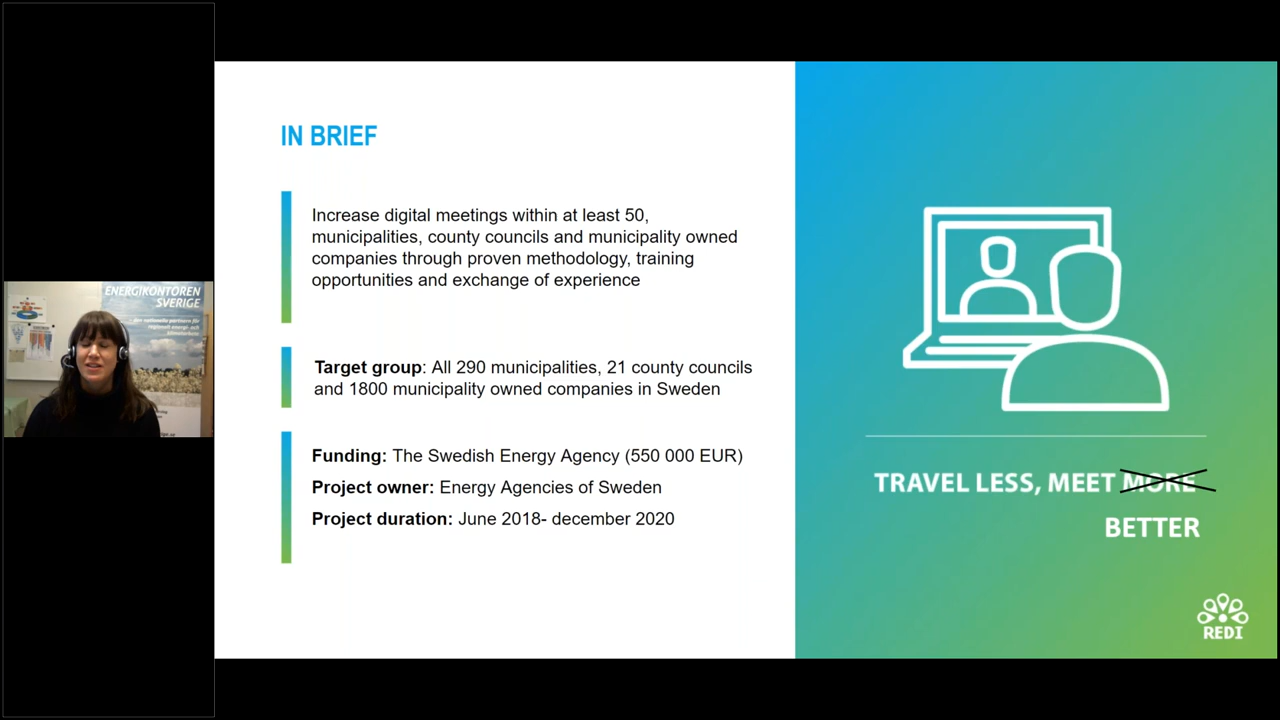 IN BRIEF
Increase digital meetings within at least 50,
municipalities, county councils and municipality owned
companies through proven methodology, training
opportunities and exchange of experience
Target group: All 290 municipalities, 21 county councils
and 1800 municipality owned companies in Sweden
Funding: The Swedish Energy Agency (550 000 EUR)
Project owner: Energy Agencies of Sweden
Project duration: June 2018- december 2020
TRAVEL LESS, MEET MORE
BETTER
REDI
ENERGIKONTOREN
SVERIGE